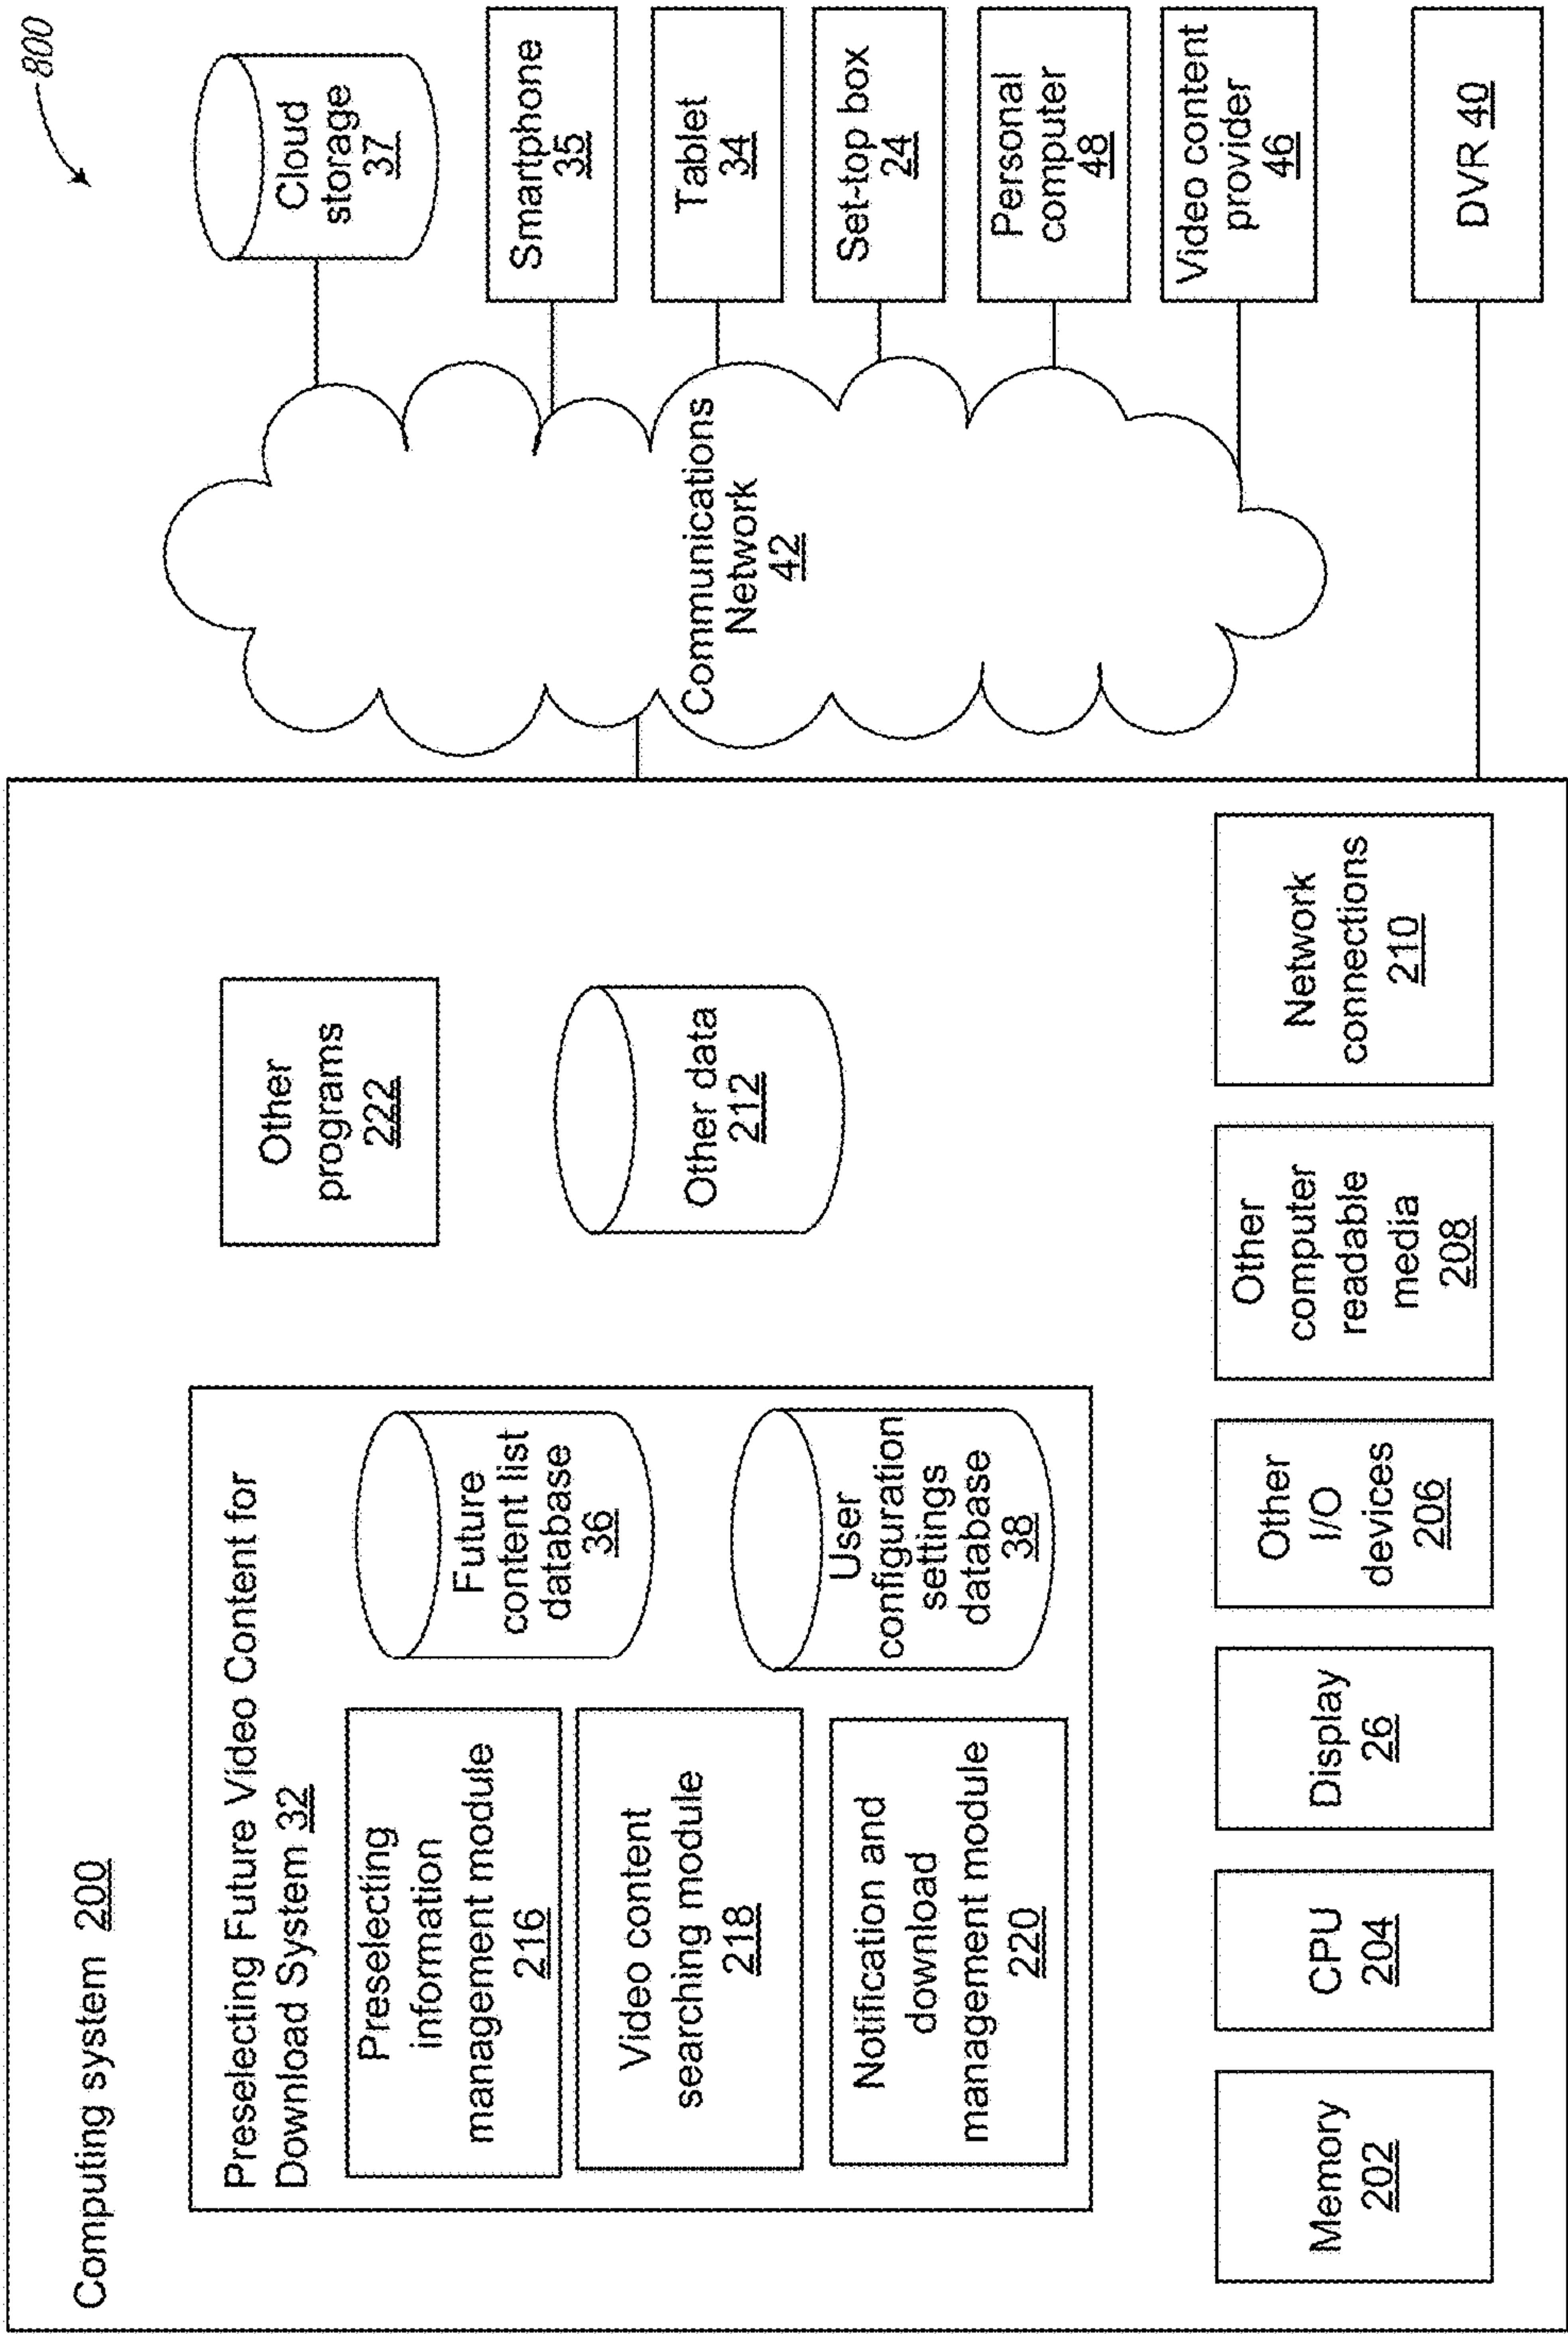 800
Computing system 200
Preselecting Future Video Content for
Download System 32
Preselecting
information
management module
216
Video content
searching module
218
Notification and
download
management module
220
Future
content list
database
36
User
configuration
settings
database
38
Other
programs
222
Other data
212
Memory
202
CPU
204
Display
26
Other
I/O
devices
206
Other
computer
readable
media
208
Network
connections
210
Communications
Network
42
Cloud
storage
37
Smartphone
35
Tablet
34
Set-top box
24
Personal
computer
48
Video content
provider
46
DVR 40